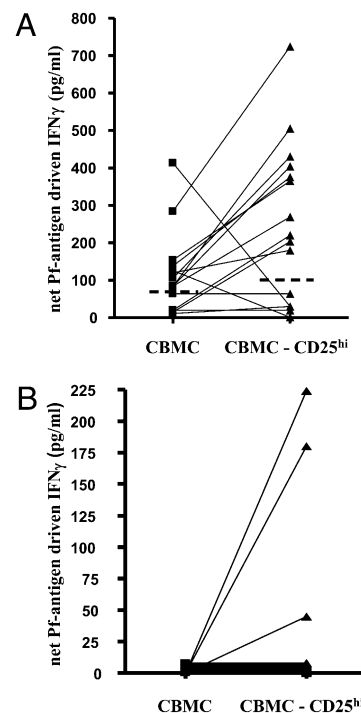 A
net Pf-antigen driven IFNγ (pg/ml)
800
700
600
500
400
300
200
100
0
CBMC
CBMC - CD25hi
B
net Pf-antigen driven IFNγ (pg/ml)
225
200
175
150
125
100
75
50
25
0
CBMC
CBMC - CD25hi